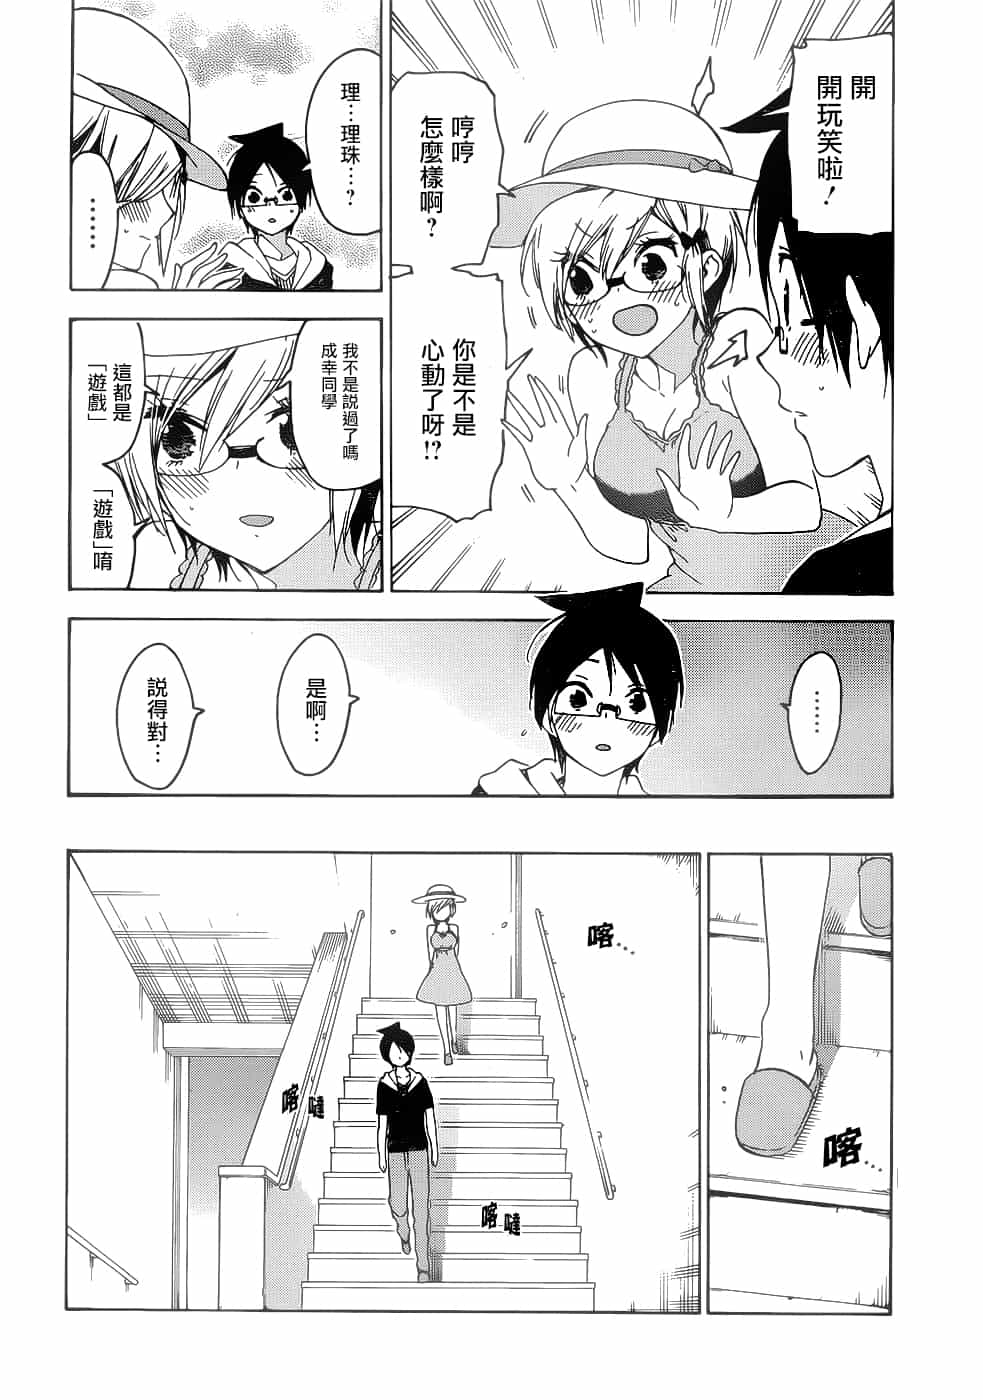 開
開玩笑啦！
哼哼
怎麼樣啊？
你是不是
心動了呀!?
理…理珠…？
……
我不是説過了嗎
成幸同學
這都是
「遊戲」
「遊戲」唷
……
是啊…
説得對…
喀…
喀…
喀噠
喀噠